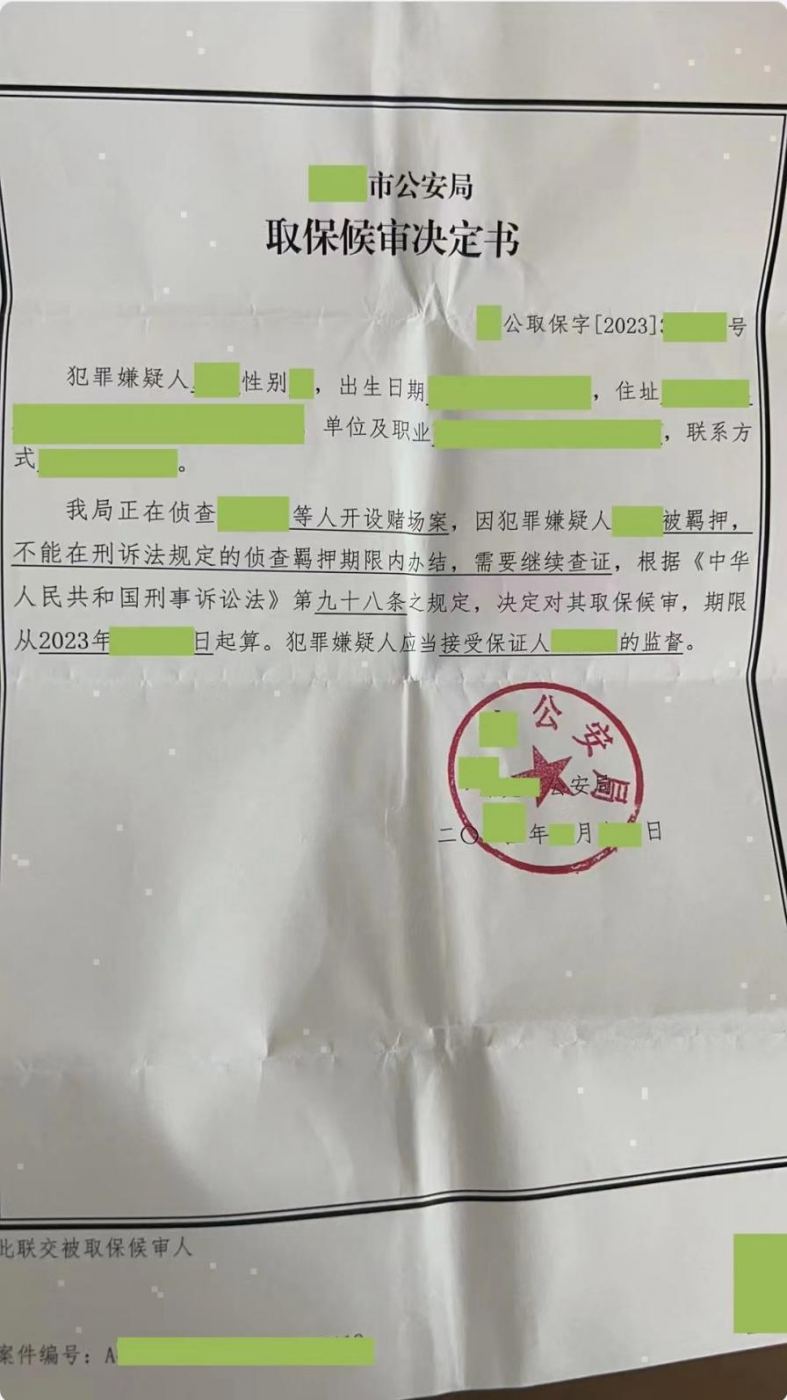 市公安局
取保候审决定书
公取保字[2023] 号
犯罪嫌疑人 性别 ，出生日期 ，住址
单位及职业 ，联系方
式 。
我局正在侦查 等人开设赌场案，因犯罪嫌疑人 被羁押，
不能在刑诉法规定的侦查羁押期限内办结，需要继续查证，根据《中华
人民共和国刑事诉讼法》第九十八条之规定，决定对其取保候审，期限
从2023年 日起算。犯罪嫌疑人应当接受保证人 的监督。
公安局
公安局
二〇 年 月 日
此联交被取保候审人
案件编号：A